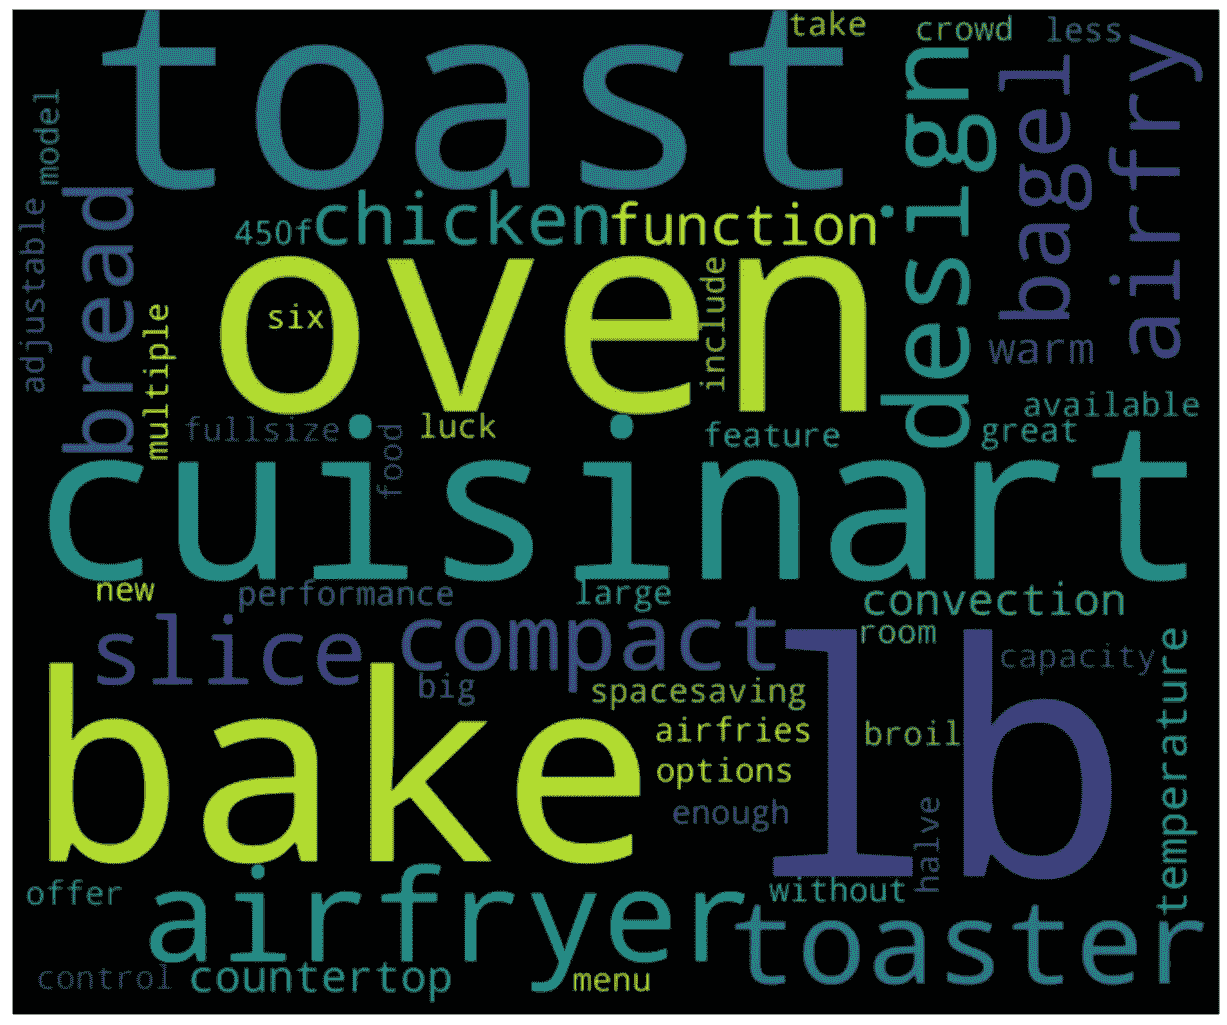 toast
take
crowd
less
design
bagel
airfry
model
adjustable
bread
450f
chicken
function
oven
six
include
multiple
warm
available
great
fullsize
food
luck
feature
cuisinart
new
performance
large
convection
room
slice
compact
lb
capacity
big
spacesaving
bake
airfries
broil
options
enough
halve
temperature
offer
airfryer
without
toaster
control
countertop
menu